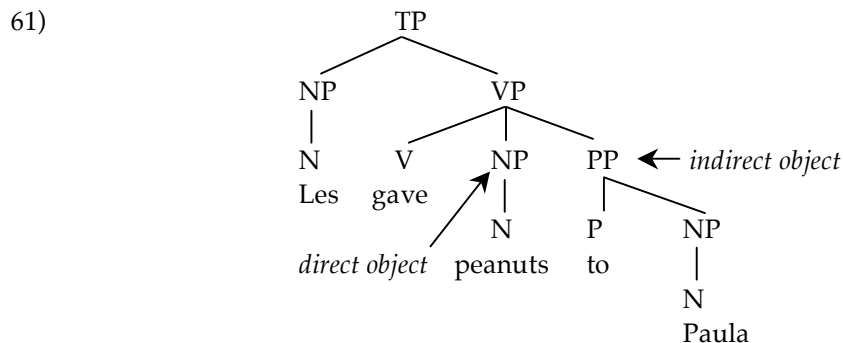 61) TP
NP VP
N V NP PP indirect object
Les gave
N P NP
direct object peanuts to
N
Paula